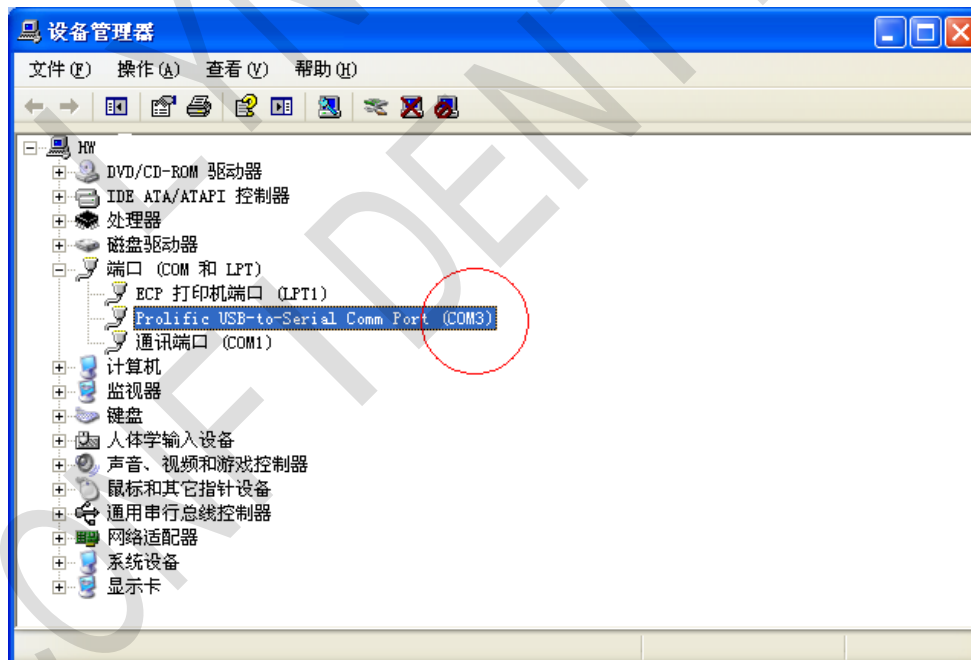 设备管理器
文件(F) 操作(A) 查看(V) 帮助(H)
HW
DVD/CD-ROM 驱动器
IDE ATA/ATAPI 控制器
处理器
磁盘驱动器
端口 (COM 和 LPT)
ECP 打印机端口 (LPT1)
Prolific USB-to-Serial Comm Port (COM3)
通讯端口 (COM1)
计算机
监视器
键盘
人体学输入设备
声音、视频和游戏控制器
鼠标和其它指针设备
通用串行总线控制器
网络适配器
系统设备
显示卡